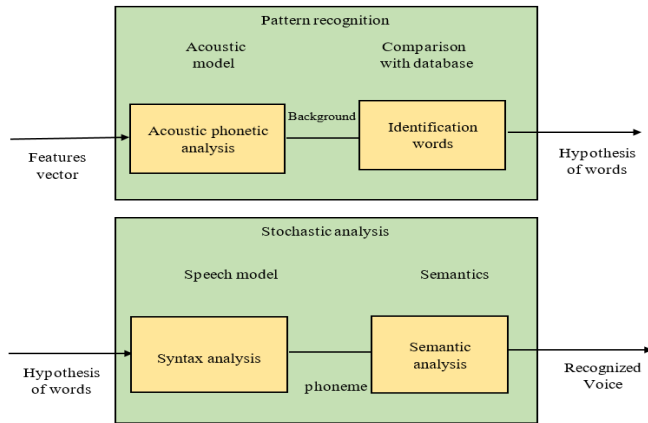 Pattern recognition
Acoustic
model
Comparison
with database
Features
vector
Acoustic phonetic
analysis
Background
Identification
words
Hypothesis
of words
Stochastic analysis
Speech model
Semantics
Hypothesis
of words
Syntax analysis
phoneme
Semantic
analysis
Recognized
Voice